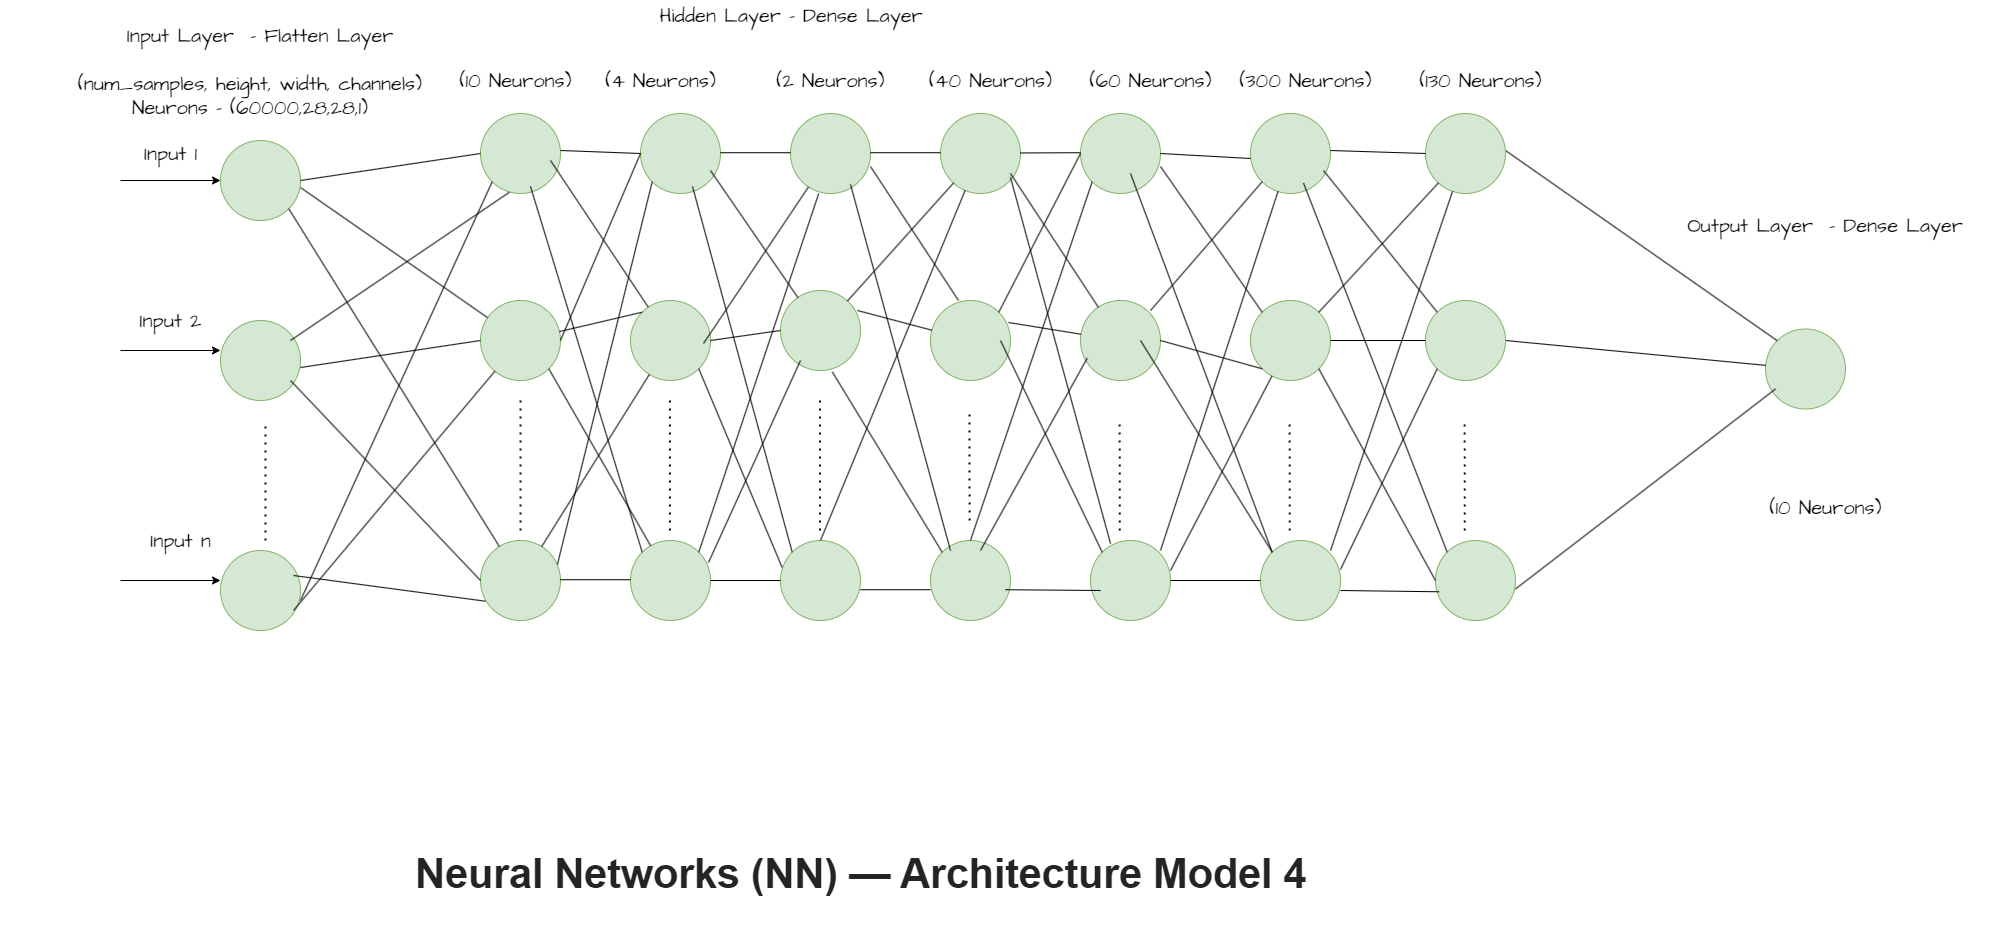 Hidden Layer - Dense Layer
Input Layer - Flatten Layer
(num_samples, height, width, channels)
Neurons - (60000,28,28,1)
(10 Neurons) (4 Neurons) (2 Neurons) (40 Neurons) (60 Neurons) (300 Neurons) (130 Neurons)
Input 1
Output Layer - Dense Layer
Input 2
(10 Neurons)
Input n
Neural Networks (NN) — Architecture Model 4